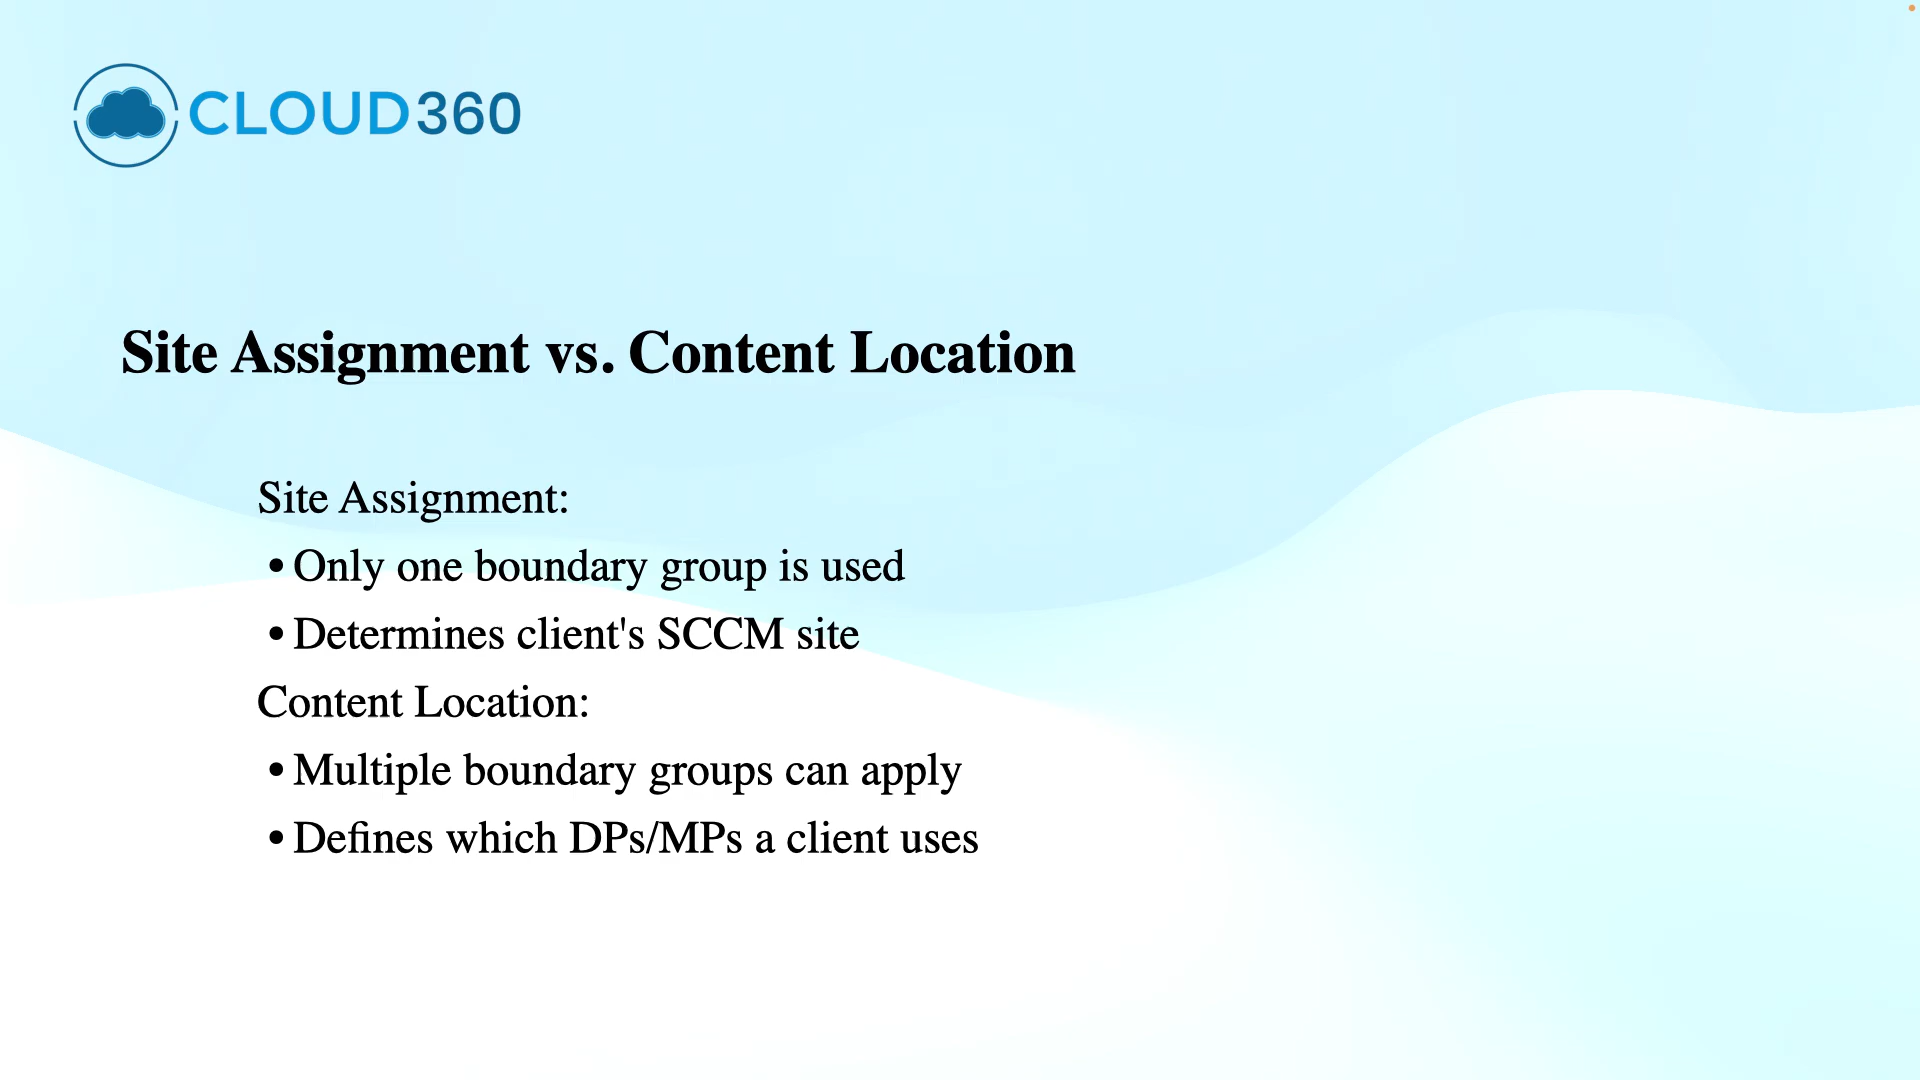 CLOUD360
Site Assignment vs. Content Location
Site Assignment:
• Only one boundary group is used
• Determines client's SCCM site
Content Location:
• Multiple boundary groups can apply
• Defines which DPs/MPs a client uses